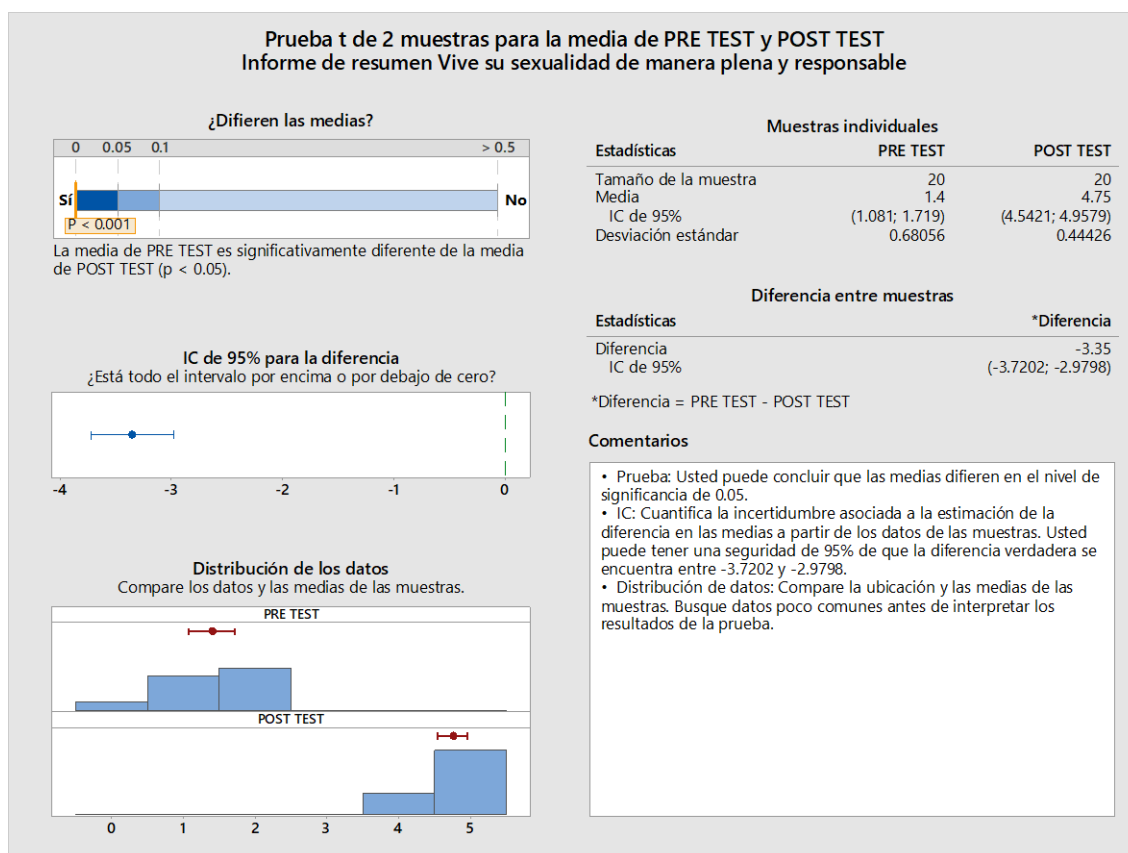 Prueba t de 2 muestras para la media de PRE TEST y POST TEST
Informe de resumen Vive su sexualidad de manera plena y responsable
¿Difieren las medias?
0 0.05 0.1 > 0.5
Sí No
P < 0.001
La media de PRE TEST es significativamente diferente de la media
de POST TEST (p < 0.05).
IC de 95% para la diferencia
¿Está todo el intervalo por encima o por debajo de cero?
-4 -3 -2 -1 0
Distribución de los datos
Compare los datos y las medias de las muestras.
PRE TEST
POST TEST
0 1 2 3 4 5
Muestras individuales
Estadísticas PRE TEST POST TEST
Tamaño de la muestra 20 20
Media 1.4 4.75
IC de 95% (1.081; 1.719) (4.5421; 4.9579)
Desviación estándar 0.68056 0.44426
Diferencia entre muestras
Estadísticas *Diferencia
Diferencia -3.35
IC de 95% (-3.7202; -2.9798)
*Diferencia = PRE TEST - POST TEST
Comentarios
• Prueba: Usted puede concluir que las medias difieren en el nivel de
significancia de 0.05.
• IC: Cuantifica la incertidumbre asociada a la estimación de la
diferencia en las medias a partir de los datos de las muestras. Usted
puede tener una seguridad de 95% de que la diferencia verdadera se
encuentra entre -3.7202 y -2.9798.
• Distribución de datos: Compare la ubicación y las medias de las
muestras. Busque datos poco comunes antes de interpretar los
resultados de la prueba.